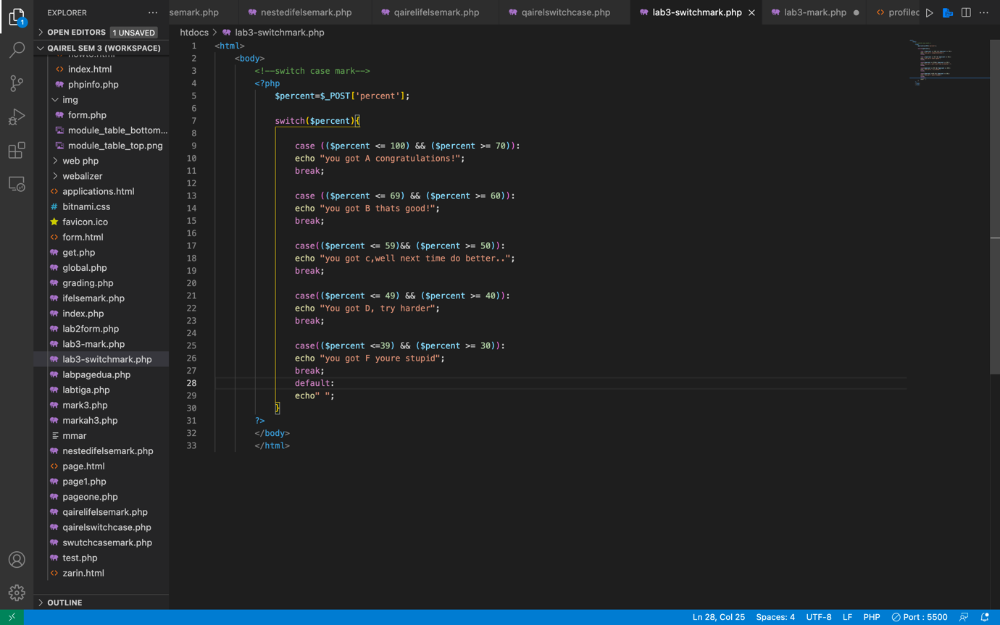 EXPLORER
OPEN EDITORS 1 UNSAVED
QAIREL SEM 3 (WORKSPACE)
howto.html
index.html
phpinfo.php
img
form.php
module_table_bottom...
module_table_top.png
web php
webalizer
applications.html
bitnami.css
favicon.ico
form.html
get.php
global.php
grading.php
ifelsemark.php
index.php
lab2form.php
lab3-mark.php
lab3-switchmark.php
labpagedua.php
labtiga.php
mark3.php
markah3.php
mmar
nestedifelsemark.php
page.html
page1.php
pageone.php
qairelifelsemark.php
qairelswitchcase.php
swutchcasemark.php
test.php
zarin.html
OUTLINE
1
semark.php nestedifelsemark.php qairelifelsemark.php qairelswitchcase.php lab3-switchmark.php lab3-mark.php profilec
htdocs > lab3-switchmark.php
1 <html>
2 <body>
3 <!--switch case mark-->
4 <?php
5 $percent=$_POST['percent'];
6
7 switch($percent){
8
9 case (($percent <= 100) && ($percent >= 70)):
10 echo "you got A congratulations!";
11 break;
12
13 case (($percent <= 69) && ($percent >= 60)):
14 echo "you got B thats good!";
15 break;
16
17 case(($percent <= 59)&& ($percent >= 50)):
18 echo "you got c,well next time do better..";
19 break;
20
21 case(($percent <= 49) && ($percent >= 40)):
22 echo "You got D, try harder";
23 break;
24
25 case(($percent <=39) && ($percent >= 30)):
26 echo "you got F youre stupid";
27 break;
28 default:
29 echo" ";
30 }
31 ?>
32 </body>
33 </html>
Ln 28, Col 25 Spaces: 4 UTF-8 LF PHP Port : 5500